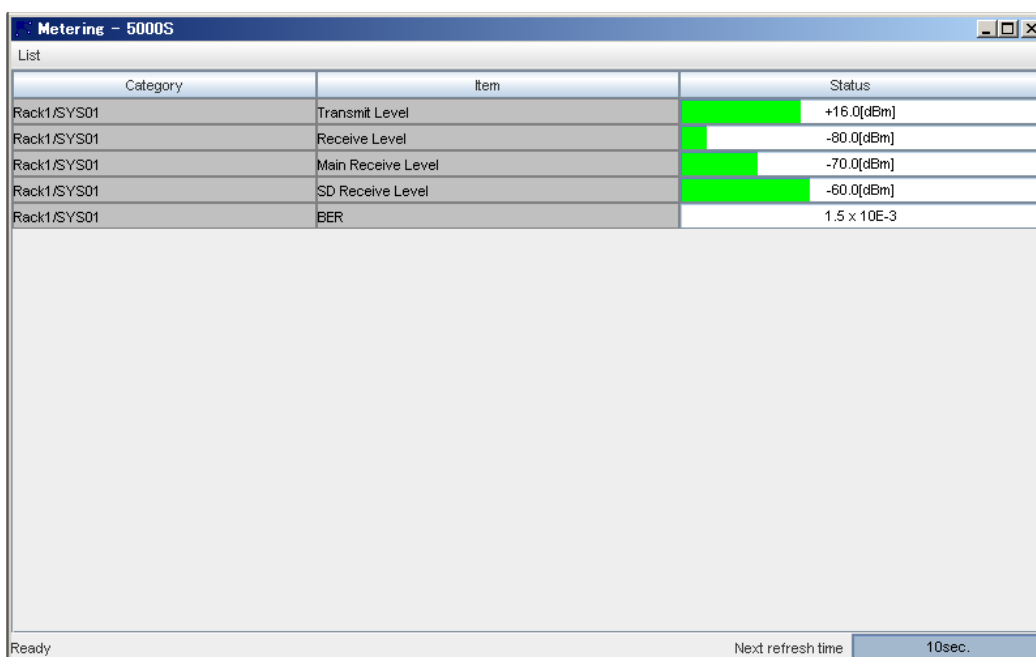 Metering - 5000S
List
Category Item Status
Rack1/SYS01 Transmit Level +16.0[dBm]
Rack1/SYS01 Receive Level -80.0[dBm]
Rack1/SYS01 Main Receive Level -70.0[dBm]
Rack1/SYS01 SD Receive Level -60.0[dBm]
Rack1/SYS01 BER 1.5 x 10E-3
Ready Next refresh time 10sec.